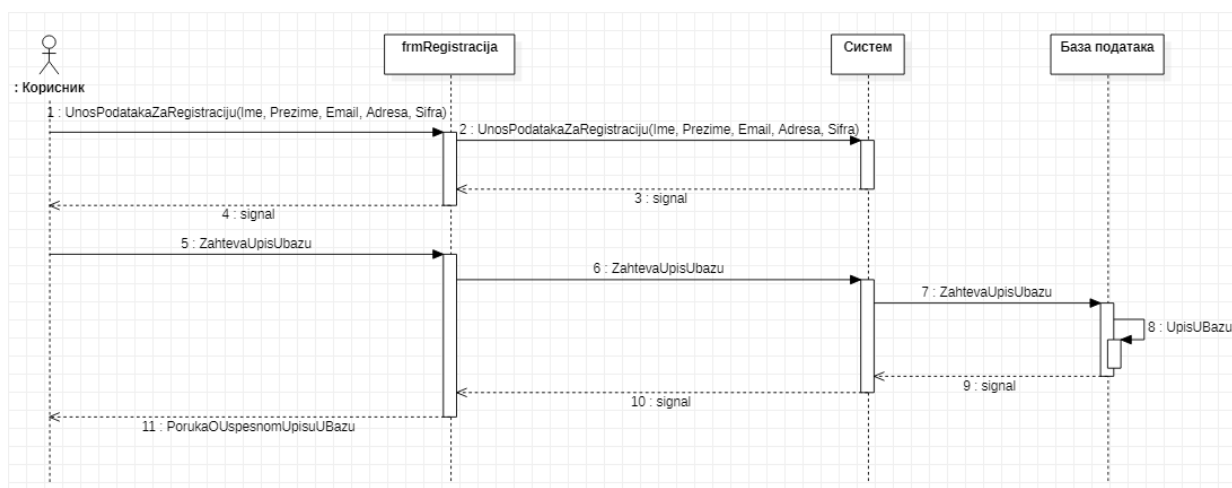 frmRegistracija
Систем
База података
: Корисник
1 : UnosPodatakaZaRegistraciju(Ime, Prezime, Email, Adresa, Sifra)
2 : UnosPodatakaZaRegistraciju(Ime, Prezime, Email, Adresa, Sifra)
3 : signal
4 : signal
5 : ZahtevaUpisUbazu
6 : ZahtevaUpisUbazu
7 : ZahtevaUpisUbazu
8 : UpisUBazu
9 : signal
10 : signal
11 : PorukaOUspesnomUpisuUBazu